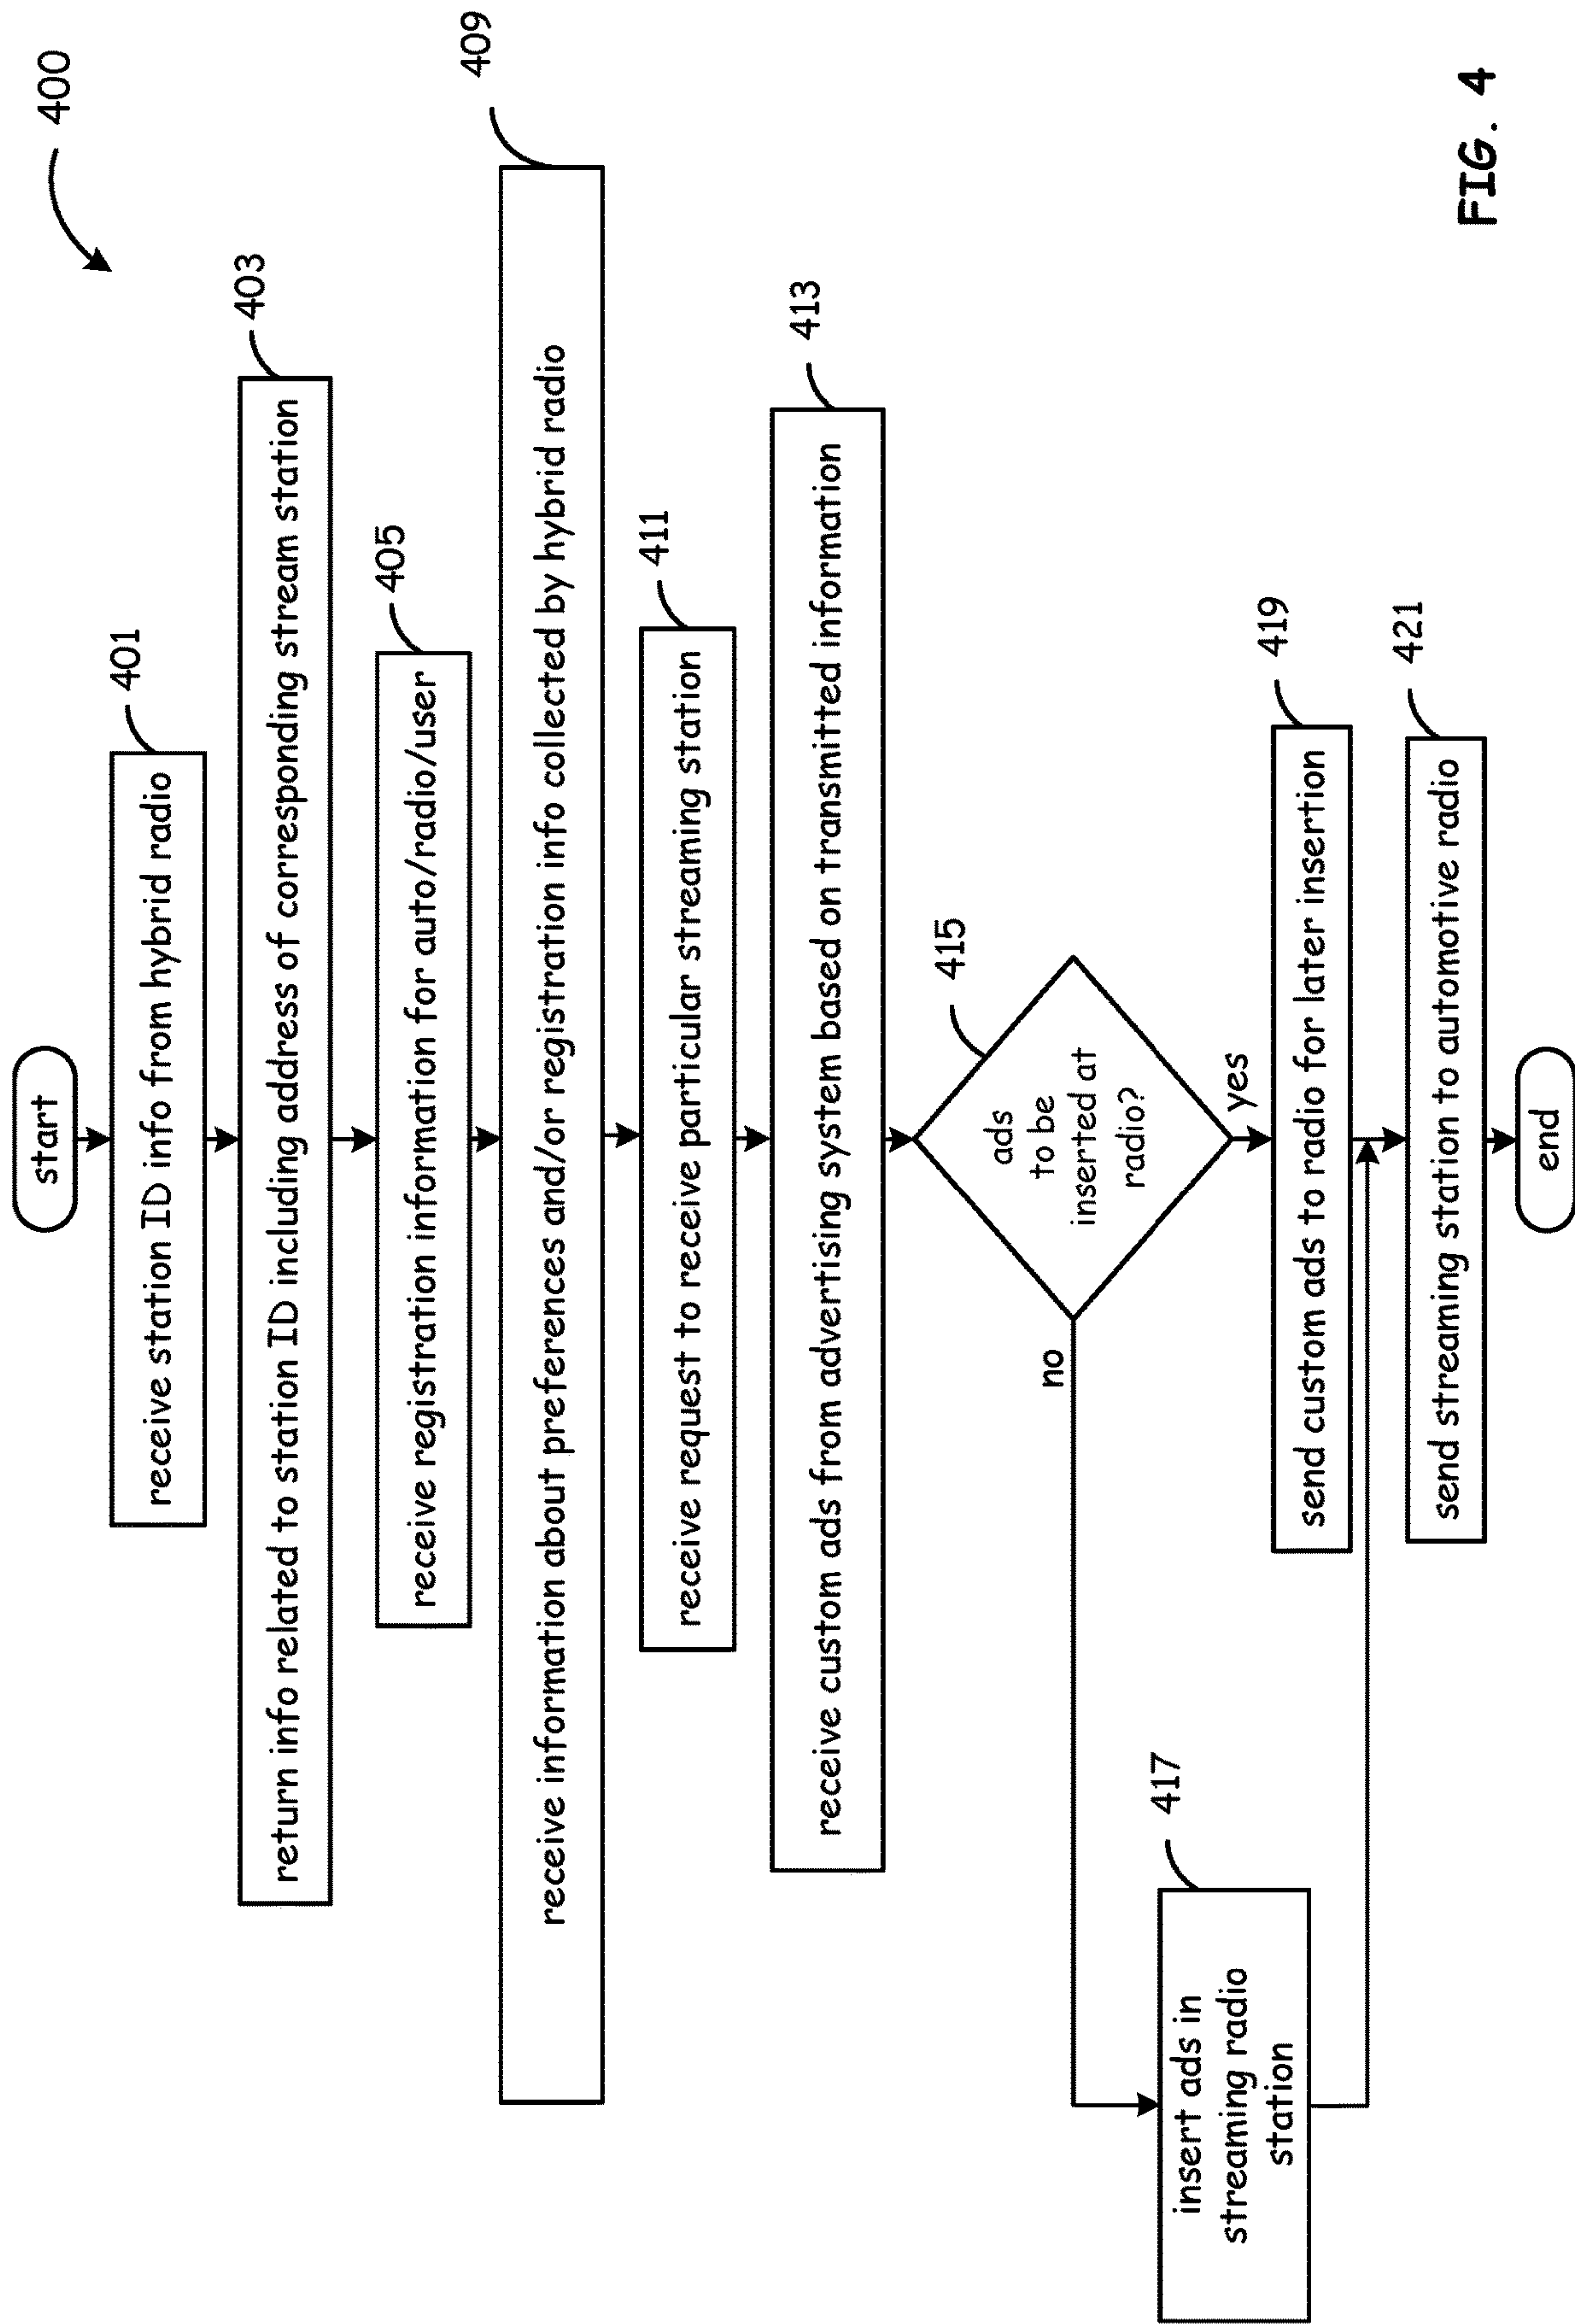 400
start
401
receive station ID info from hybrid radio
403
return info related to station ID including address of corresponding stream station
405
receive registration information for auto/radio/user
409
receive information about preferences and/or registration info collected by hybrid radio
411
receive request to receive particular streaming station
413
receive custom ads from advertising system based on transmitted information
415
ads
to be
inserted at
radio?
no
yes
417
insert ads in
streaming radio
station
419
send custom ads to radio for later insertion
421
send streaming station to automotive radio
end
FIG. 4